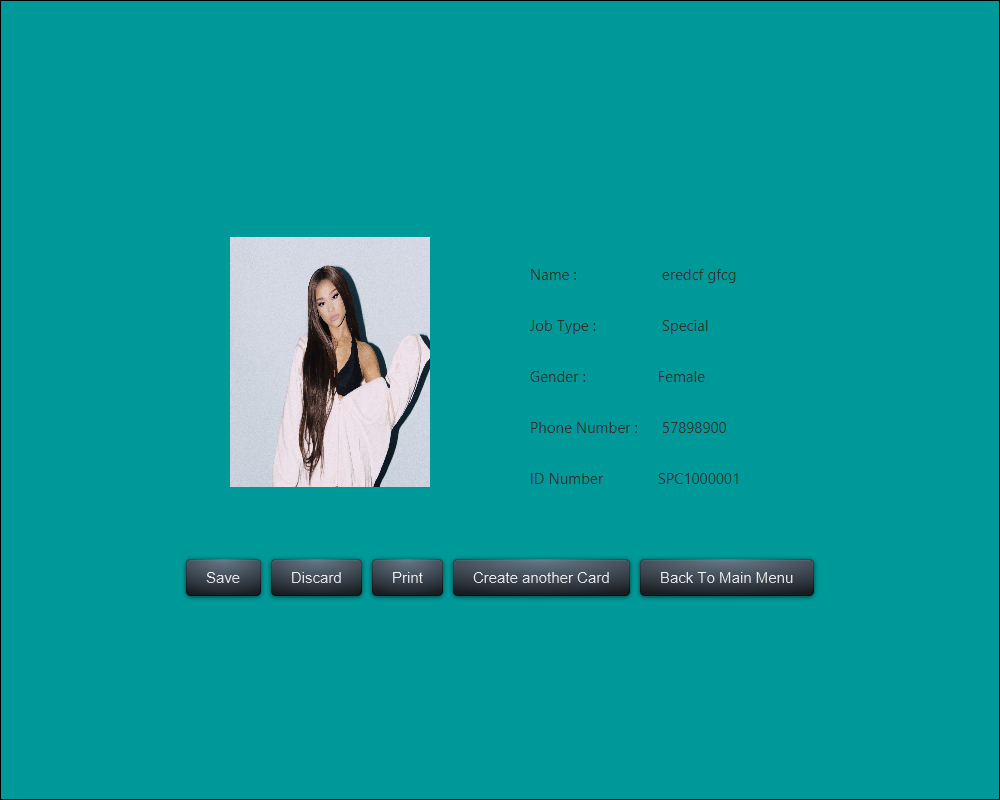 Name : eredcf gfcg
Job Type : Special
Gender : Female
Phone Number : 57898900
ID Number SPC1000001
Save Discard Print Create another Card Back To Main Menu